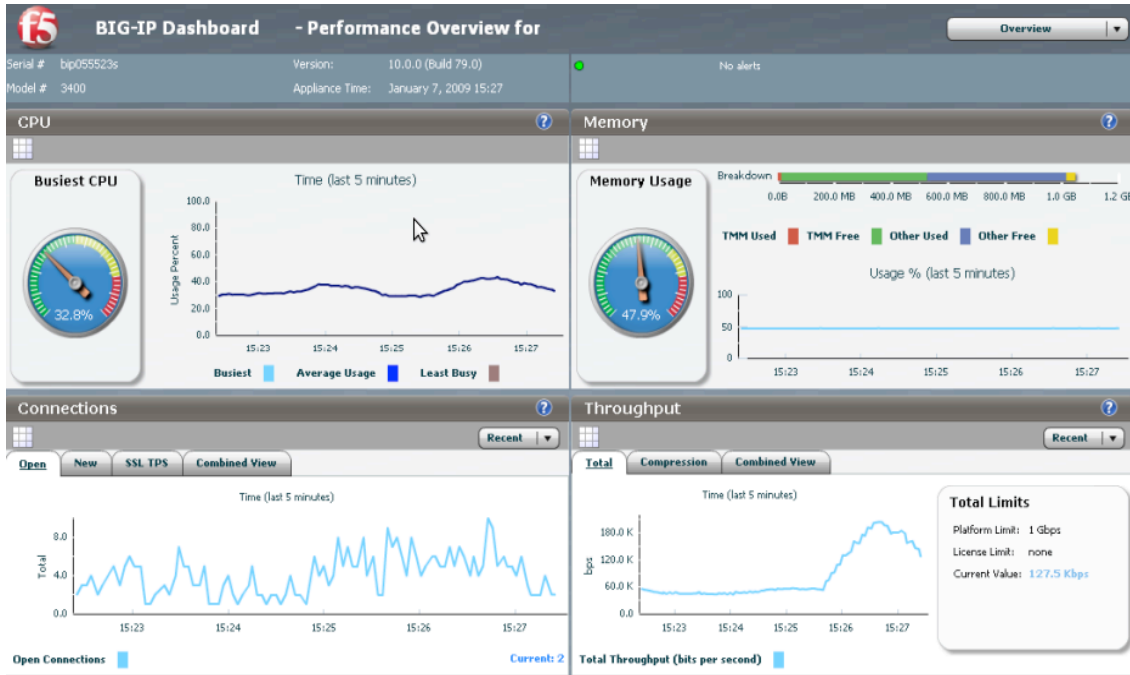 f5 BIG-IP Dashboard - Performance Overview for Overview
Serial # bip055523s Version: 10.0.0 (Build 79.0) No alerts
Model # 3400 Appliance Time: January 7, 2009 15:27
CPU ?
Busiest CPU
32.8%
Time (last 5 minutes)
Usage Percent
100.0
80.0
60.0
40.0
20.0
0.0
15:23 15:24 15:25 15:26 15:27
Busiest Average Usage Least Busy
Memory ?
Memory Usage
47.9%
Breakdown
0.0B 200.0 MB 400.0 MB 600.0 MB 800.0 MB 1.0 GB 1.2 GB
TMM Used TMM Free Other Used Other Free
Usage % (last 5 minutes)
100
50
0
15:23 15:24 15:25 15:26 15:27
Connections ?
Recent
Open New SSL TPS Combined View
Time (last 5 minutes)
Total
8.0
4.0
0.0
15:23 15:24 15:25 15:26 15:27
Open Connections Current: 2
Throughput ?
Recent
Total Compression Combined View
Time (last 5 minutes)
bps
180.0 K
120.0 K
60.0 K
0.0
15:23 15:24 15:25 15:26 15:27
Total Throughput (bits per second)
Total Limits
Platform Limit: 1 Gbps
License Limit: none
Current Value: 127.5 Kbps